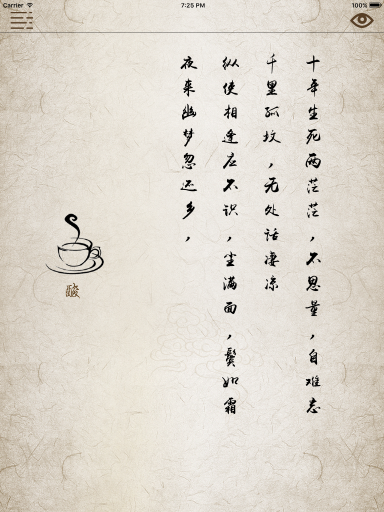 Carrier 7:25 PM 100%
十年生死两茫茫，不思量，自难忘
千里孤坟，无处话凄凉
纵使相逢应不识，尘满面，鬓如霜
夜来幽梦忽还乡，
酸